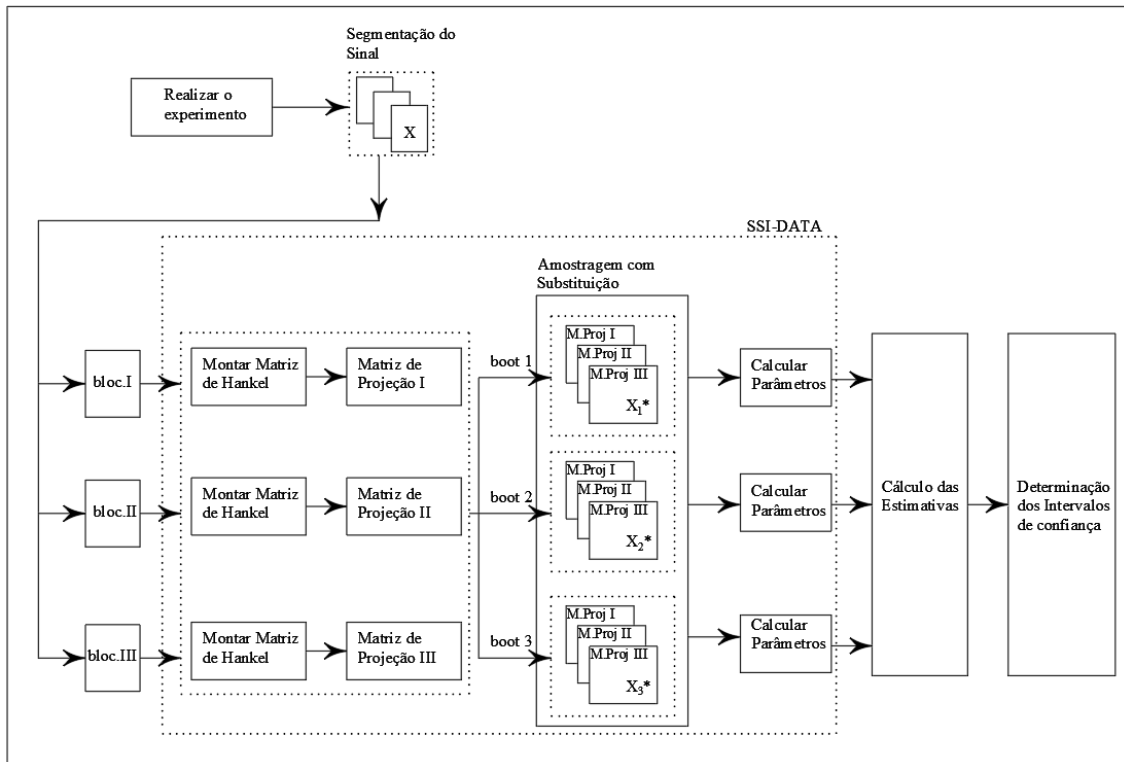 Segmentação do
Sinal
Realizar o
experimento
X
SSI-DATA
Amostragem com
Substituição
bloc.I
Montar Matriz
de Hankel
Matriz de
Projeção I
boot 1
M.Proj I
M.Proj II
M.Proj III
X1*
Calcular
Parâmetros
bloc.II
Montar Matriz
de Hankel
Matriz de
Projeção II
boot 2
M.Proj I
M.Proj II
M.Proj III
X2*
Calcular
Parâmetros
bloc.III
Montar Matriz
de Hankel
Matriz de
Projeção III
boot 3
M.Proj I
M.Proj II
M.Proj III
X3*
Calcular
Parâmetros
Cálculo das
Estimativas
Determinação
dos Intervalos
de confiança